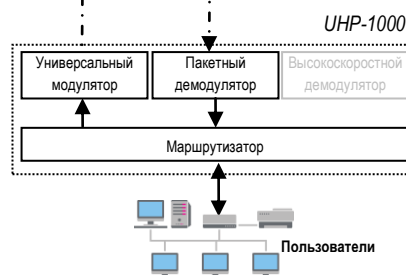 UHP-1000
Универсальный
модулятор
Пакетный
демодулятор
Высокоскоростной
демодулятор
Маршрутизатор
Пользователи